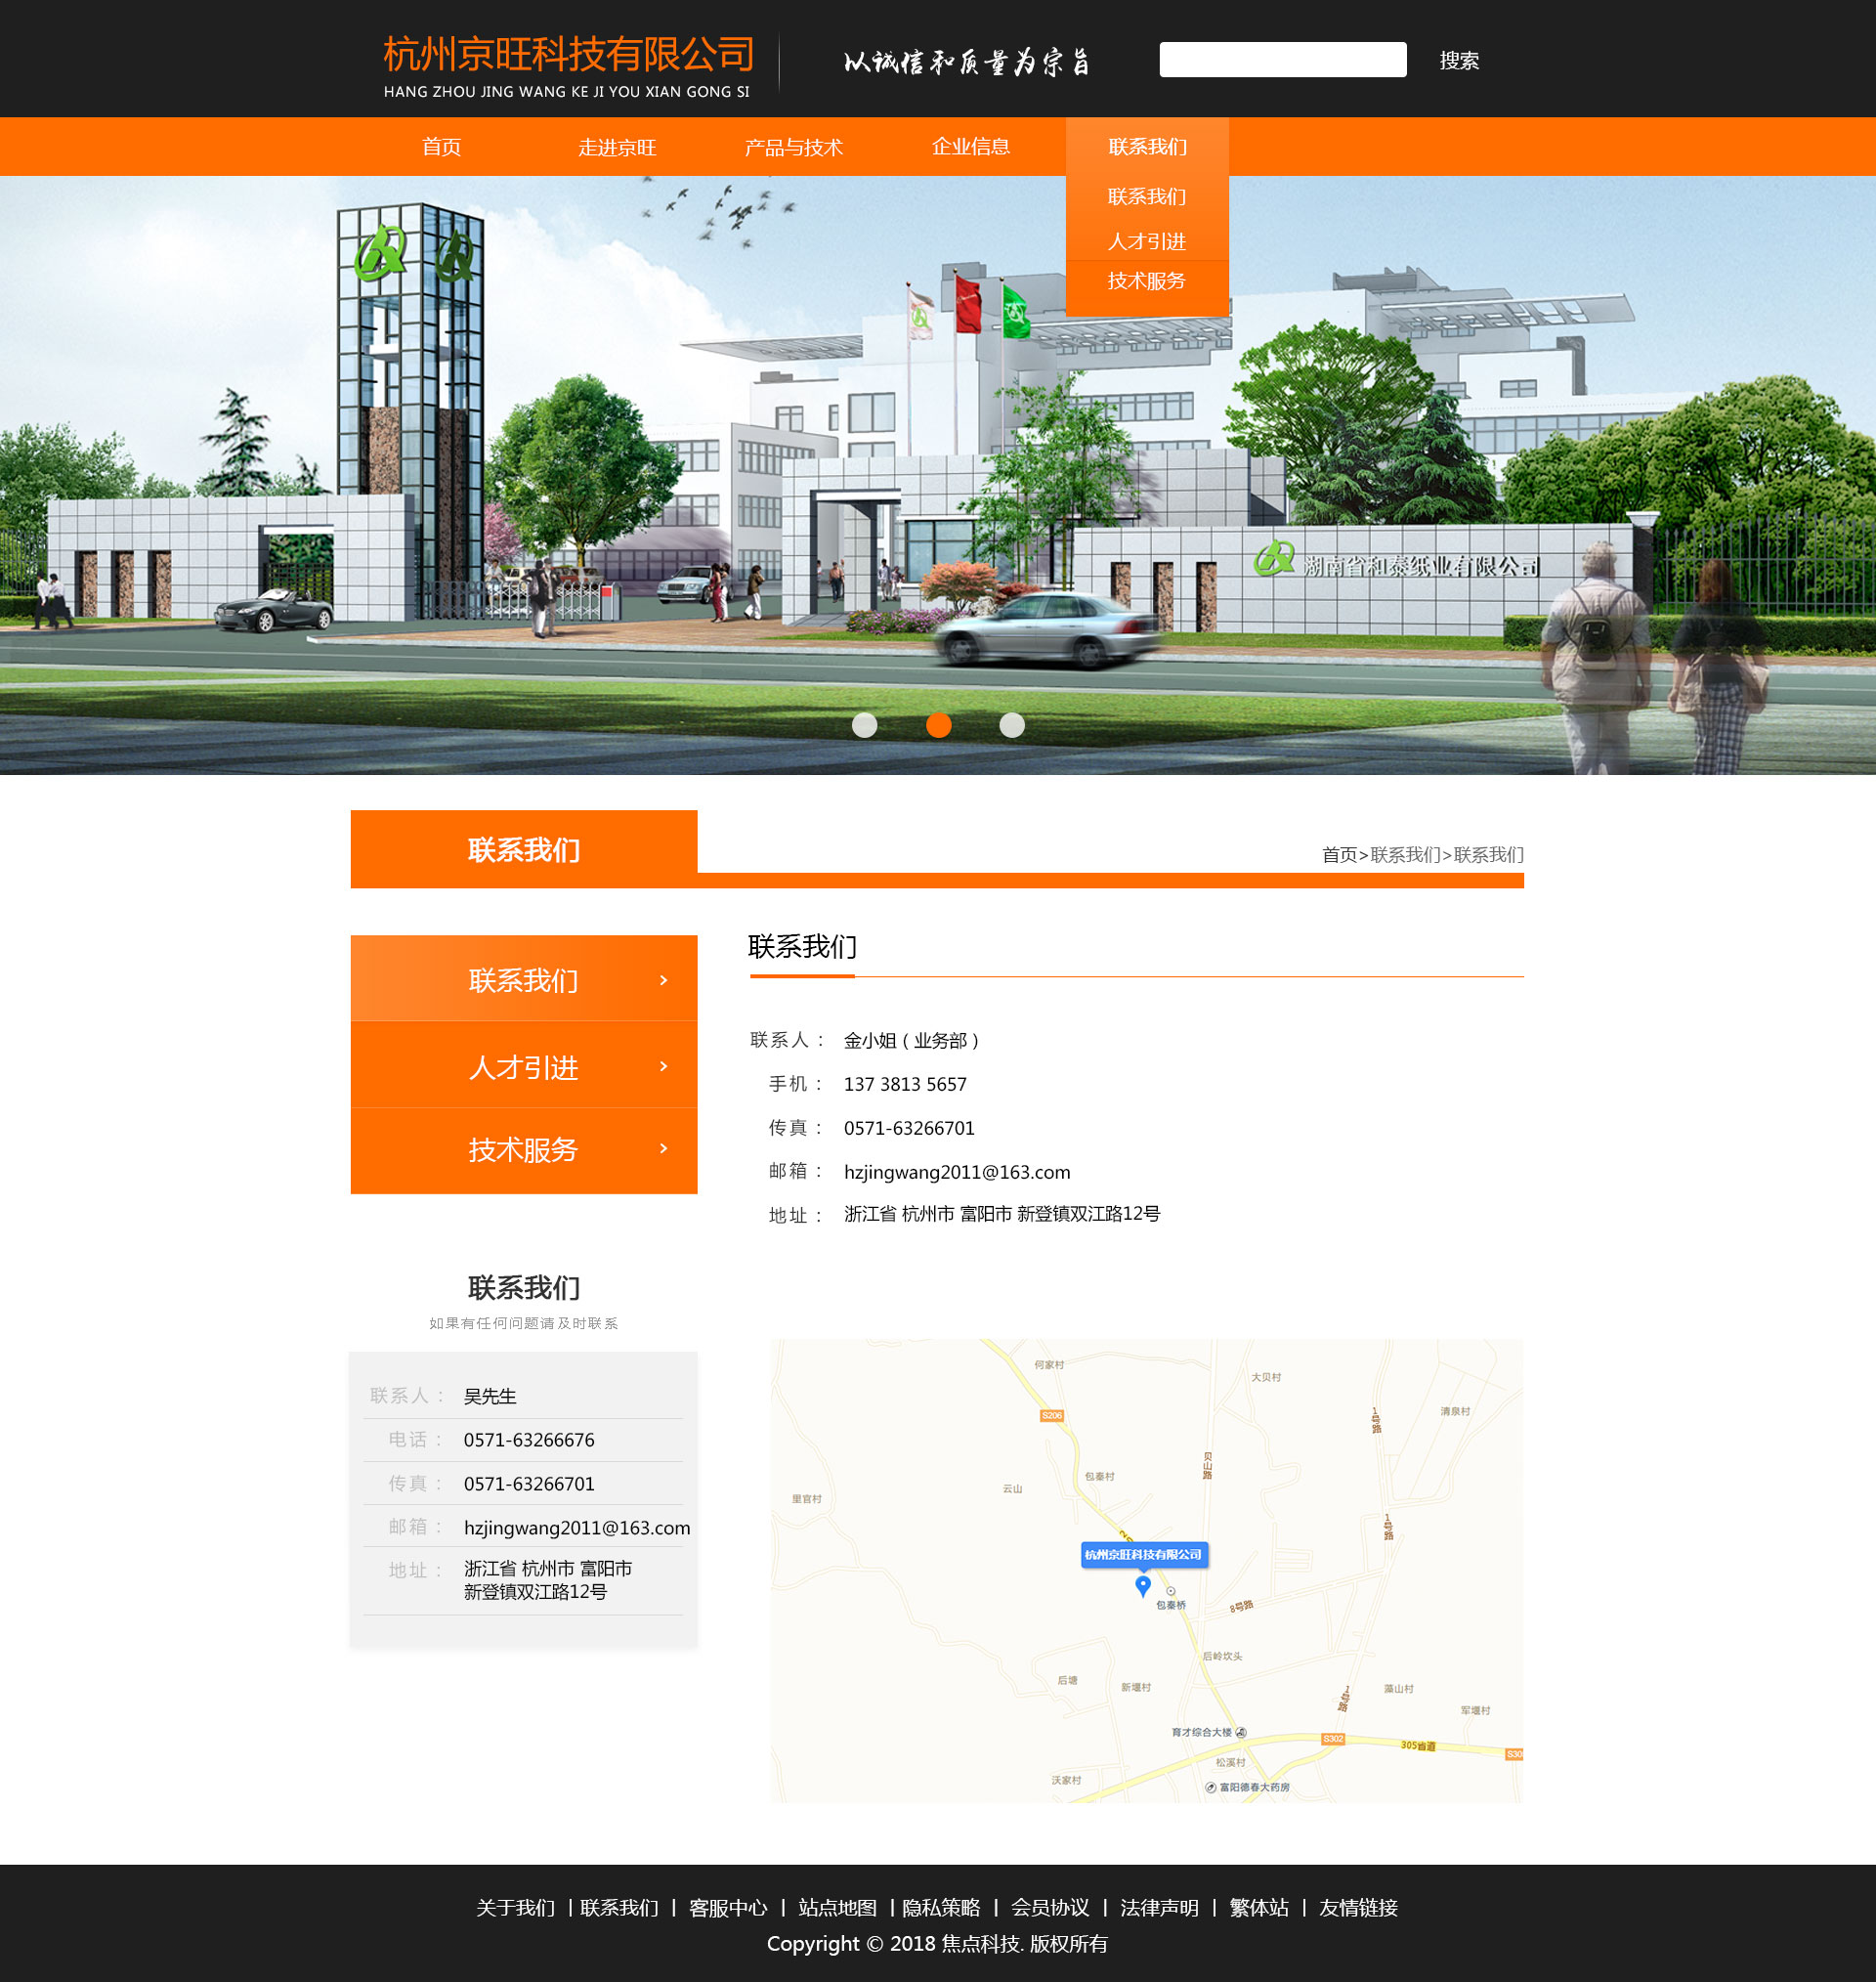 杭州京旺科技有限公司
HANG ZHOU JING WANG KE JI YOU XIAN GONG SI
以诚信和质量为宗旨
搜索
首页 走进京旺 产品与技术 企业信息 联系我们
联系我们
人才引进
技术服务
湖南省和泰纸业有限公司
联系我们
首页>联系我们>联系我们
联系我们
人才引进
技术服务
联系我们
联系人： 金小姐（业务部）
手机： 137 3813 5657
传真： 0571-63266701
邮箱： hzjingwang2011@163.com
地址： 浙江省 杭州市 富阳市 新登镇双江路12号
联系我们
如果有任何问题请及时联系
联系人： 吴先生
电话： 0571-63266676
传真： 0571-63266701
邮箱： hzjingwang2011@163.com
地址： 浙江省 杭州市 富阳市
新登镇双江路12号
何家村
大贝村
S206
1号路
清泉村
贝山路
包秦村
云山
里官村
1号路
杭州京旺科技有限公司
包秦桥
8号路
后岭坎头
后塘
新堰村
1号路
藻山村
军堰村
育才综合大楼
S302
305省道
松溪村
沃家村
富阳德春大药房
关于我们 | 联系我们 | 客服中心 | 站点地图 | 隐私策略 | 会员协议 | 法律声明 | 繁体站 | 友情链接
Copyright © 2018 焦点科技. 版权所有